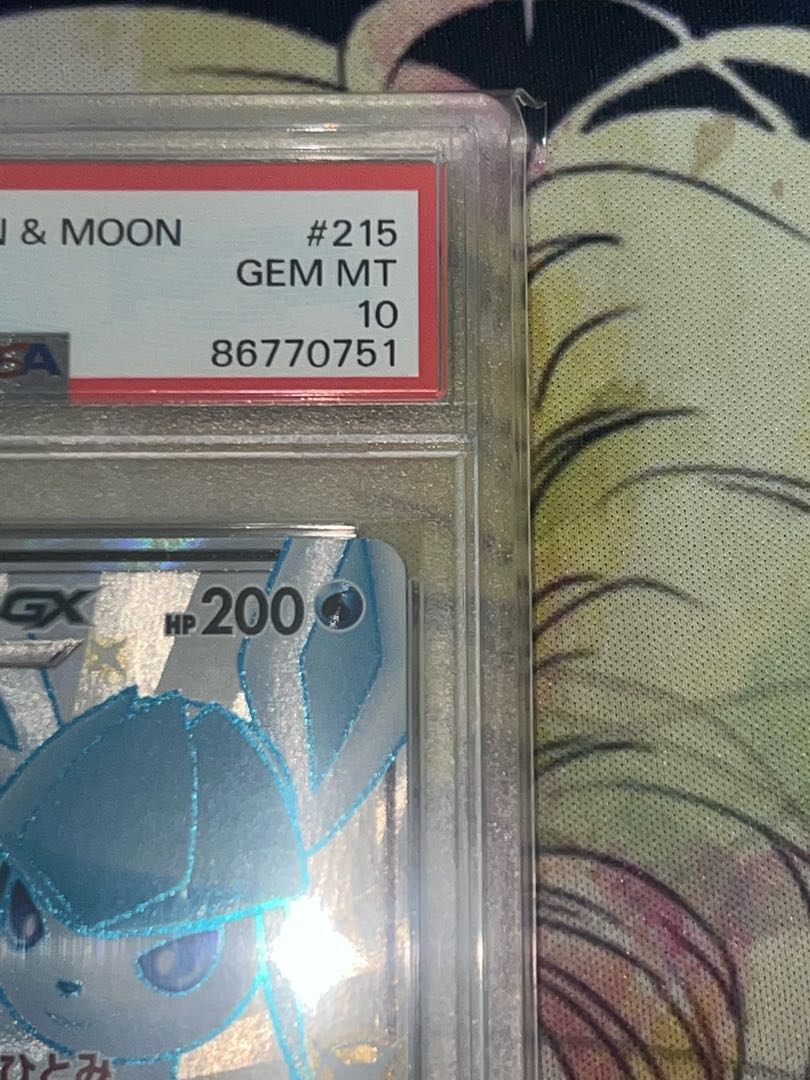 N & MOON #215
GEM MT
10
SA 86770751
GX HP200
ひとみ